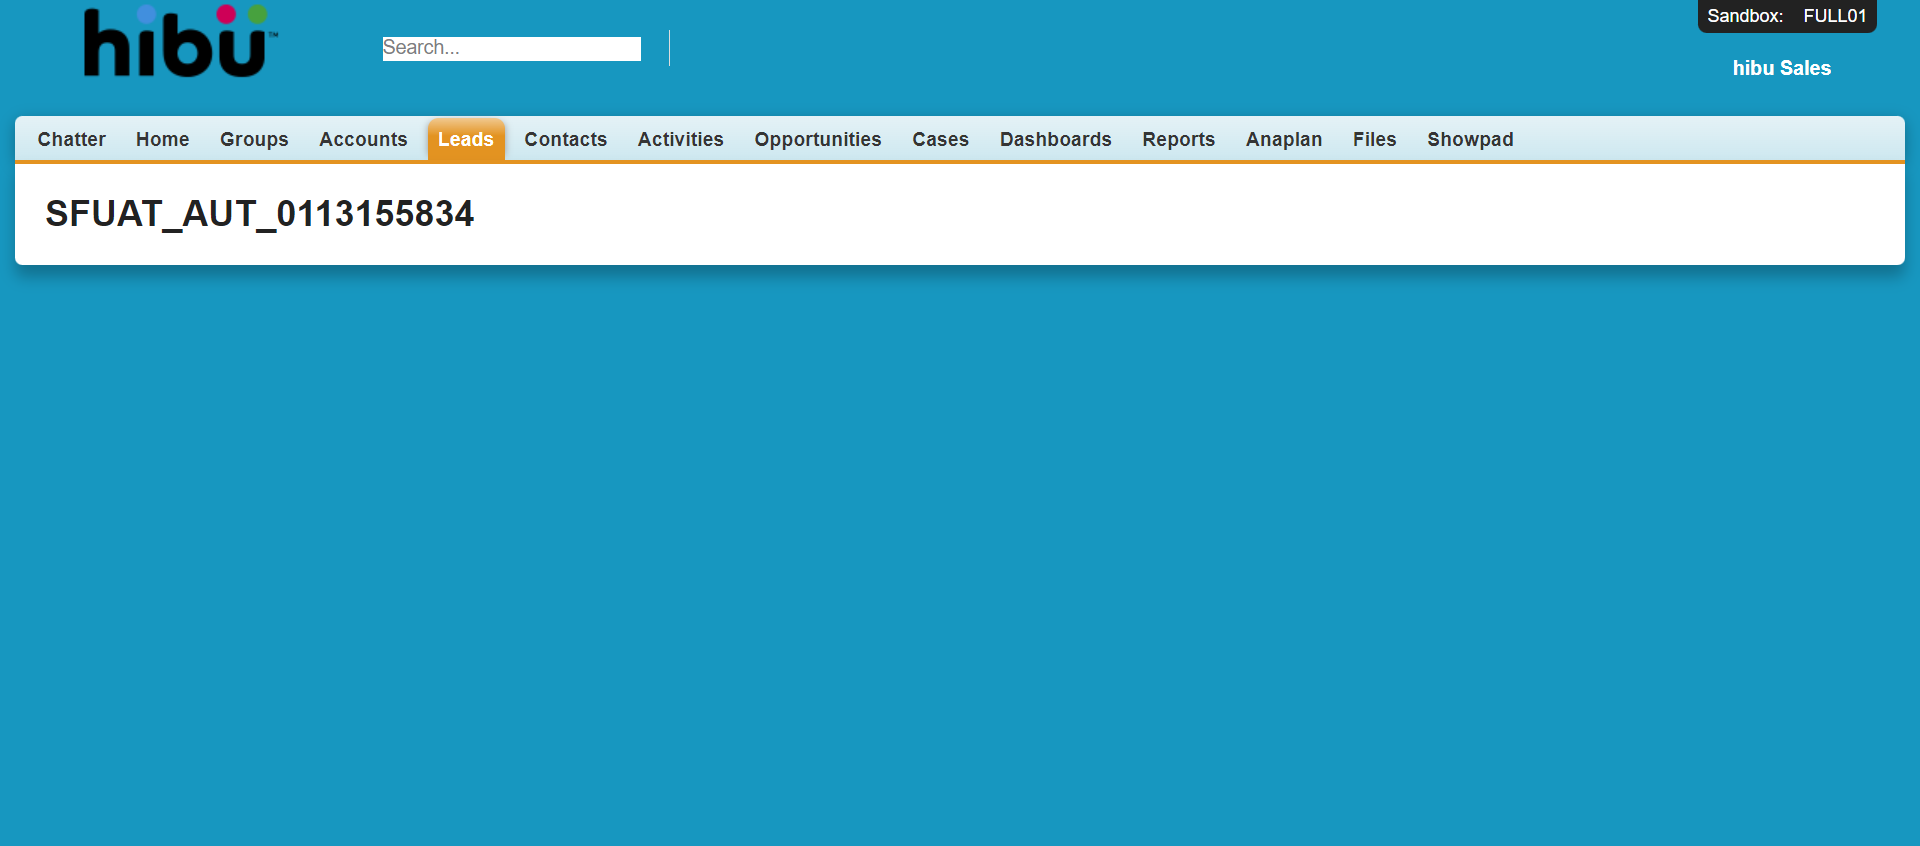 hibü™
Search...
Sandbox: FULL01
hibu Sales
Chatter Home Groups Accounts Leads Contacts Activities Opportunities Cases Dashboards Reports Anaplan Files Showpad
SFUAT_AUT_0113155834